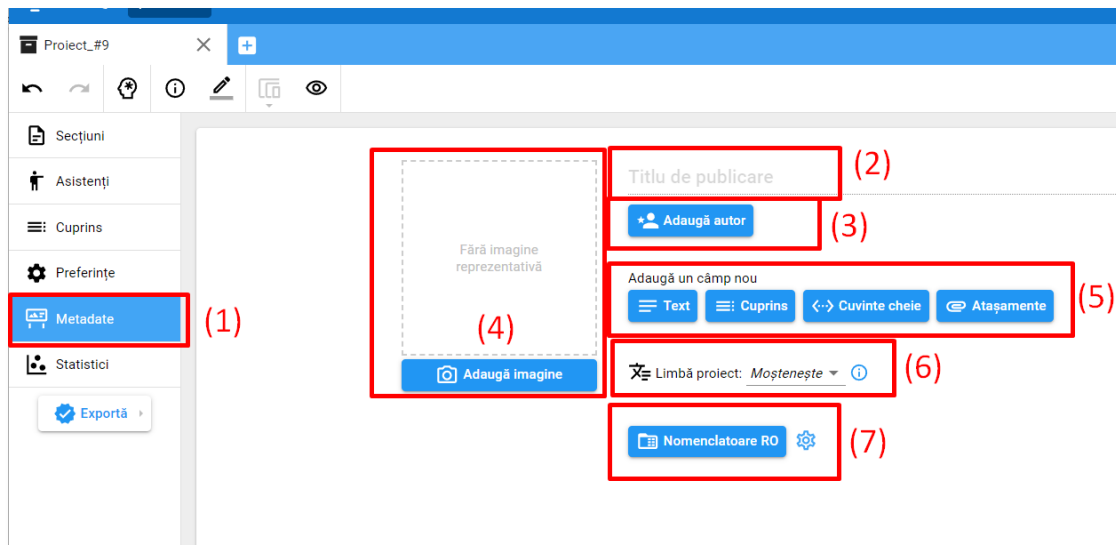 Proiect_#9
Secțiuni
Asistenți
Cuprins
Preferințe
Metadate
(1)
Statistici
Exportă
Fără imagine
reprezentativă
(4)
Adaugă imagine
Titlu de publicare
(2)
Adaugă autor
(3)
Adaugă un câmp nou
Text
Cuprins
Cuvinte cheie
Atașamente
(5)
Limbă proiect: Moștenește
(6)
Nomenclatoare RO
(7)